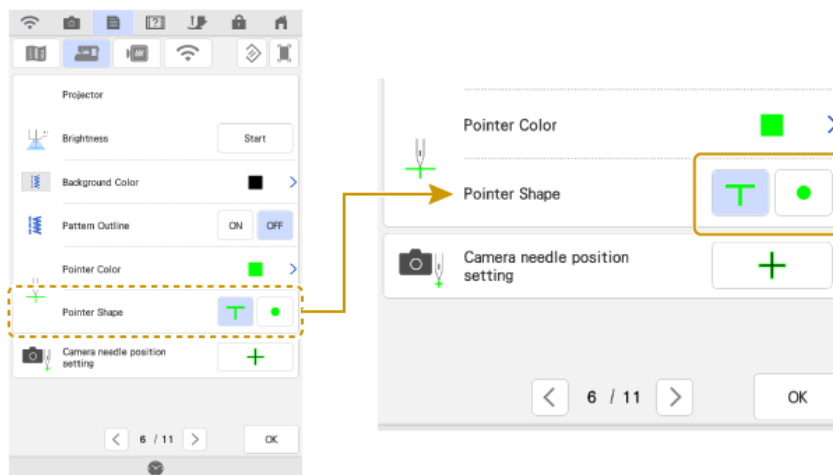 Projector
Brightness
Start
Background Color
Pattern Outline
ON
OFF
Pointer Color
Pointer Shape
Camera needle position
setting
6 / 11
OK
Pointer Color
Pointer Shape
Camera needle position
setting
6 / 11
OK